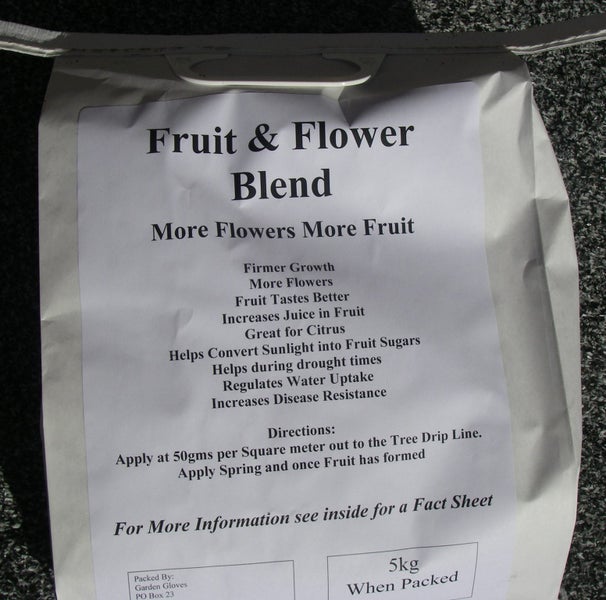 Fruit & Flower
Blend
More Flowers More Fruit
Firmer Growth
More Flowers
Fruit Tastes Better
Increases Juice in Fruit
Great for Citrus
Helps Convert Sunlight into Fruit Sugars
Helps during drought times
Regulates Water Uptake
Increases Disease Resistance
Directions:
Apply at 50gms per Square meter out to the Tree Drip Line.
Apply Spring and once Fruit has formed
For More Information see inside for a Fact Sheet
Packed By:
Garden Gloves
PO Box 23
5kg
When Packed